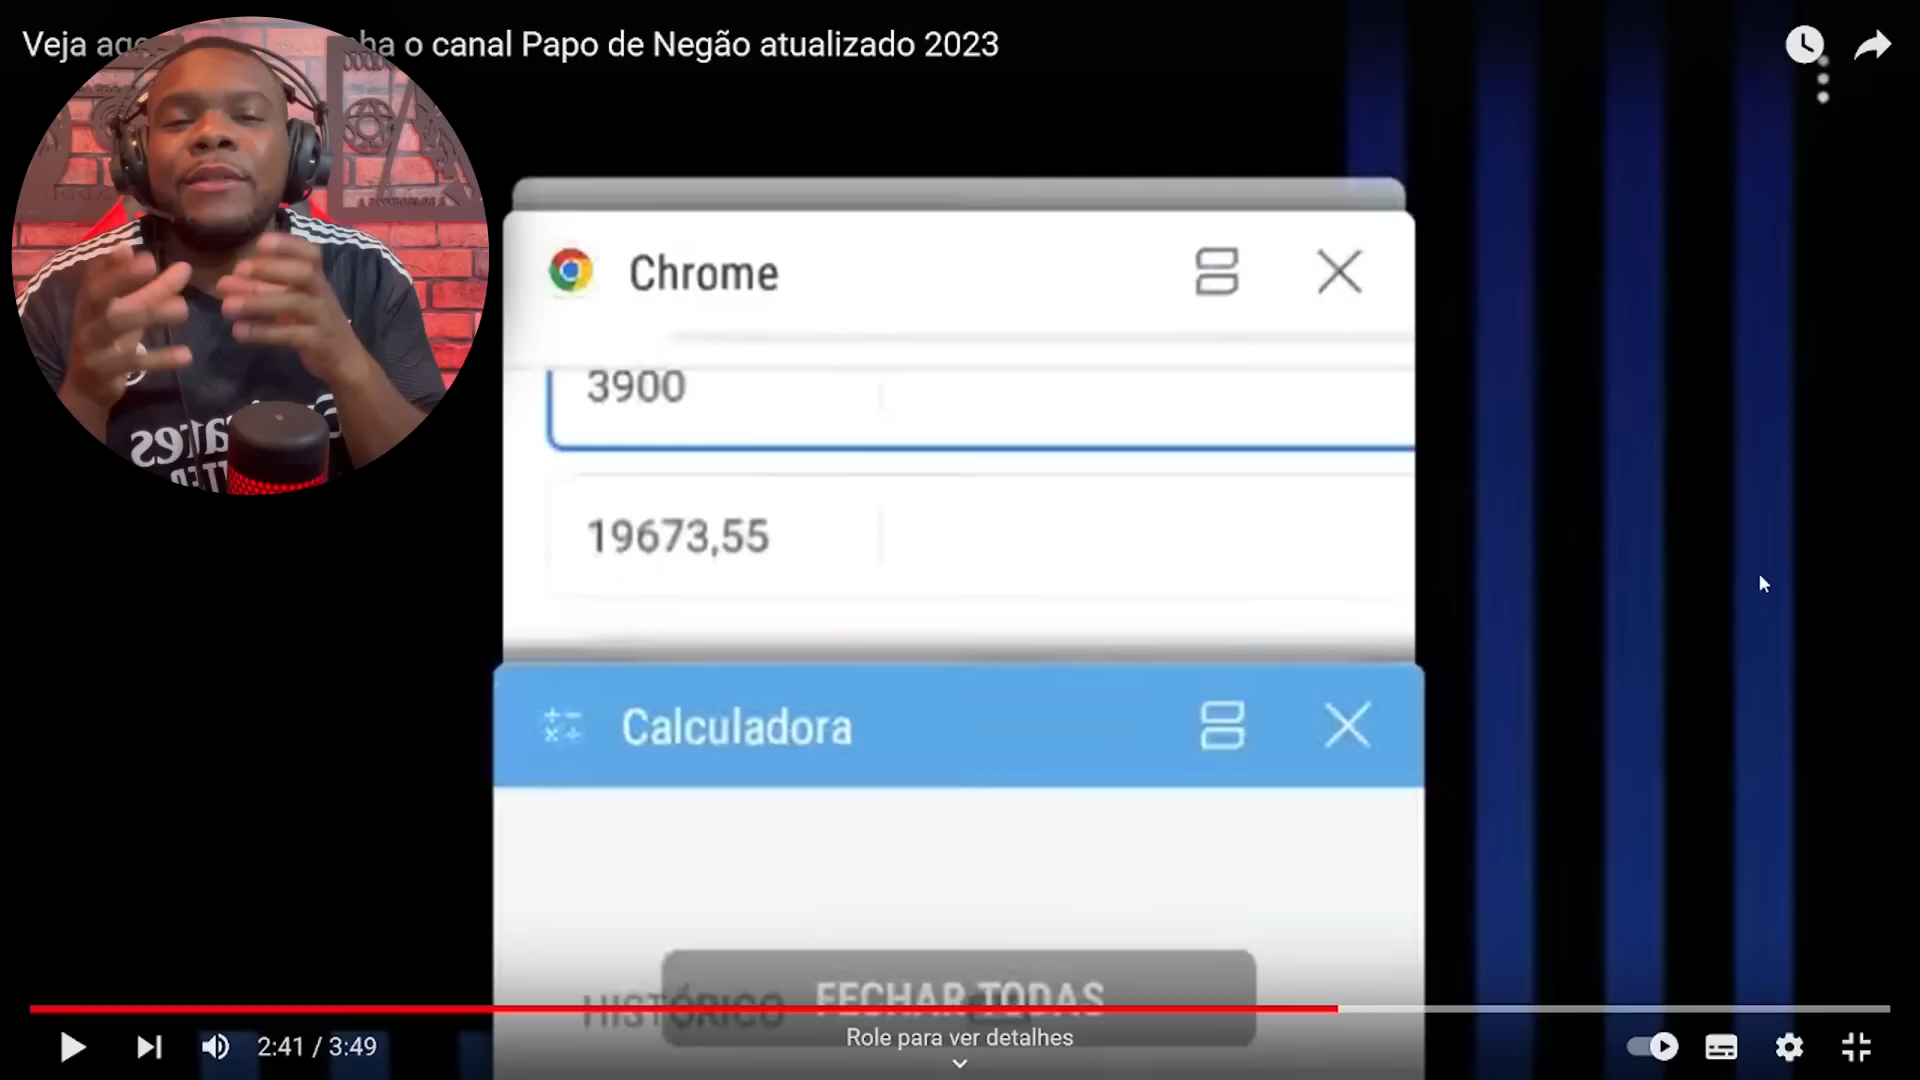 Veja ha o canal Papo de Negão atualizado 2023
Chrome
3900
19673,55
Calculadora
HISTÓRICO
FECHAR TODAS
Role para ver detalhes
2:41 / 3:49